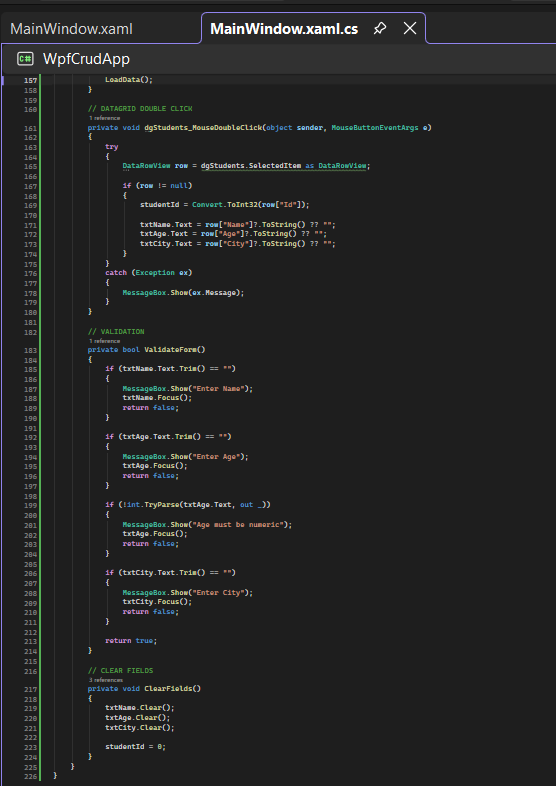 MainWindow.xaml
MainWindow.xaml.cs
C# WpfCrudApp
157 LoadData();
158 }
159
160 // DATAGRID DOUBLE CLICK
1 reference
161 private void dgStudents_MouseDoubleClick(object sender, MouseButtonEventArgs e)
162 {
163 try
164 {
165 DataRowView row = dgStudents.SelectedItem as DataRowView;
166
167 if (row != null)
168 {
169 studentId = Convert.ToInt32(row["Id"]);
170
171 txtName.Text = row["Name"]?.ToString() ?? "";
172 txtAge.Text = row["Age"]?.ToString() ?? "";
173 txtCity.Text = row["City"]?.ToString() ?? "";
174 }
175 }
176 catch (Exception ex)
177 {
178 MessageBox.Show(ex.Message);
179 }
180 }
181
182 // VALIDATION
1 reference
183 private bool ValidateForm()
184 {
185 if (txtName.Text.Trim() == "")
186 {
187 MessageBox.Show("Enter Name");
188 txtName.Focus();
189 return false;
190 }
191
192 if (txtAge.Text.Trim() == "")
193 {
194 MessageBox.Show("Enter Age");
195 txtAge.Focus();
196 return false;
197 }
198
199 if (!int.TryParse(txtAge.Text, out _))
200 {
201 MessageBox.Show("Age must be numeric");
202 txtAge.Focus();
203 return false;
204 }
205
206 if (txtCity.Text.Trim() == "")
207 {
208 MessageBox.Show("Enter City");
209 txtCity.Focus();
210 return false;
211 }
212
213 return true;
214 }
215
216 // CLEAR FIELDS
3 references
217 private void ClearFields()
218 {
219 txtName.Clear();
220 txtAge.Clear();
221 txtCity.Clear();
222
223 studentId = 0;
224 }
225 }
226 }